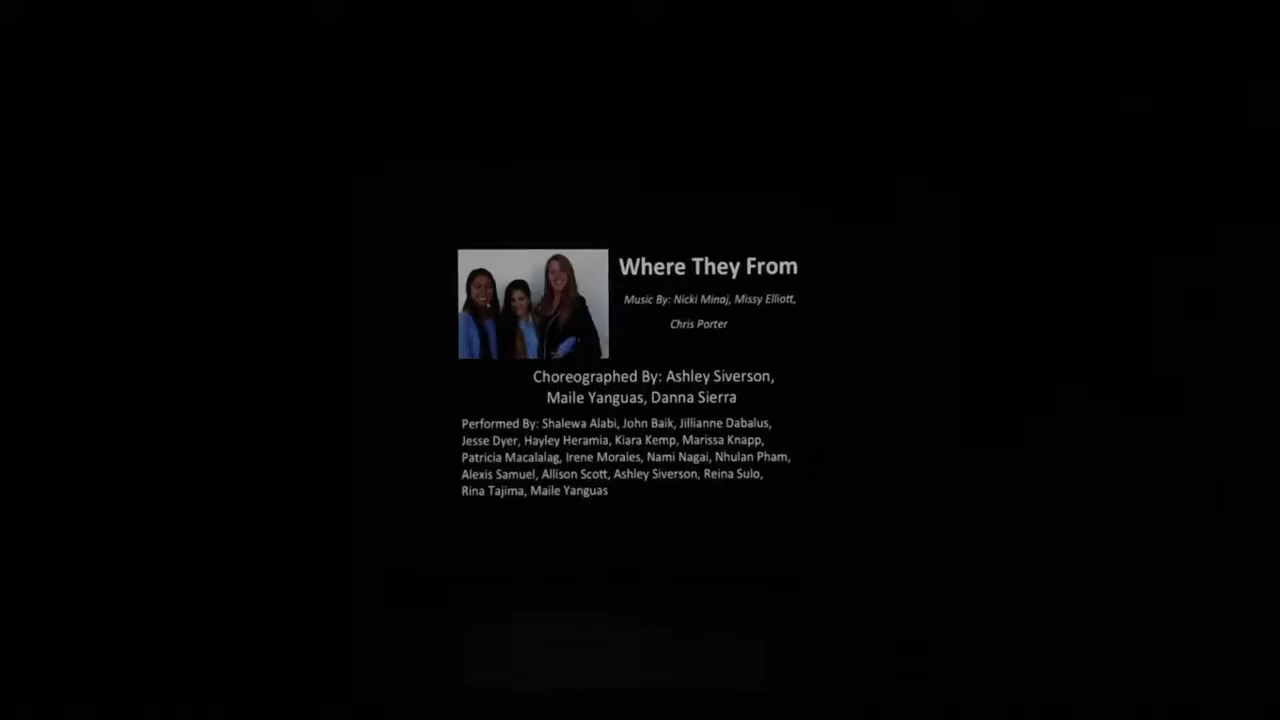 Where They From
Music By: Nicki Minaj, Missy Elliott,
Chris Porter
Choreographed By: Ashley Siverson,
Maile Yanguas, Danna Sierra
Performed By: Shalewa Alabi, John Baik, Jillianne Dabalus,
Jesse Dyer, Hayley Heramia, Kiara Kemp, Marissa Knapp,
Patricia Macalalag, Irene Morales, Nami Nagai, Nhulan Pham,
Alexis Samuel, Allison Scott, Ashley Siverson, Reina Sulo,
Rina Tajima, Maile Yanguas